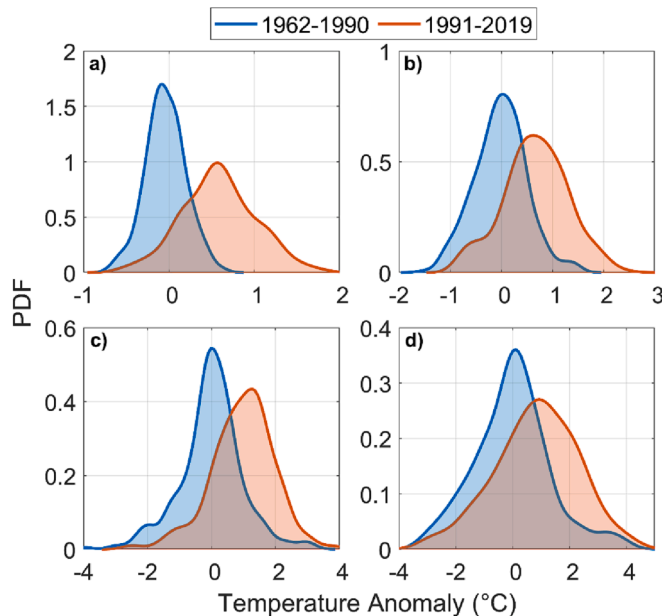 1962-1990 1991-2019
a) b)
2 1
1.5
1 0.5
0.5
0 0
-1 0 1 2 -2 -1 0 1 2 3
PDF
c) d)
0.6 0.4
0.3
0.4
0.2
0.2
0.1
0 0
-4 -2 0 2 4 -4 -2 0 2 4
Temperature Anomaly (°C)